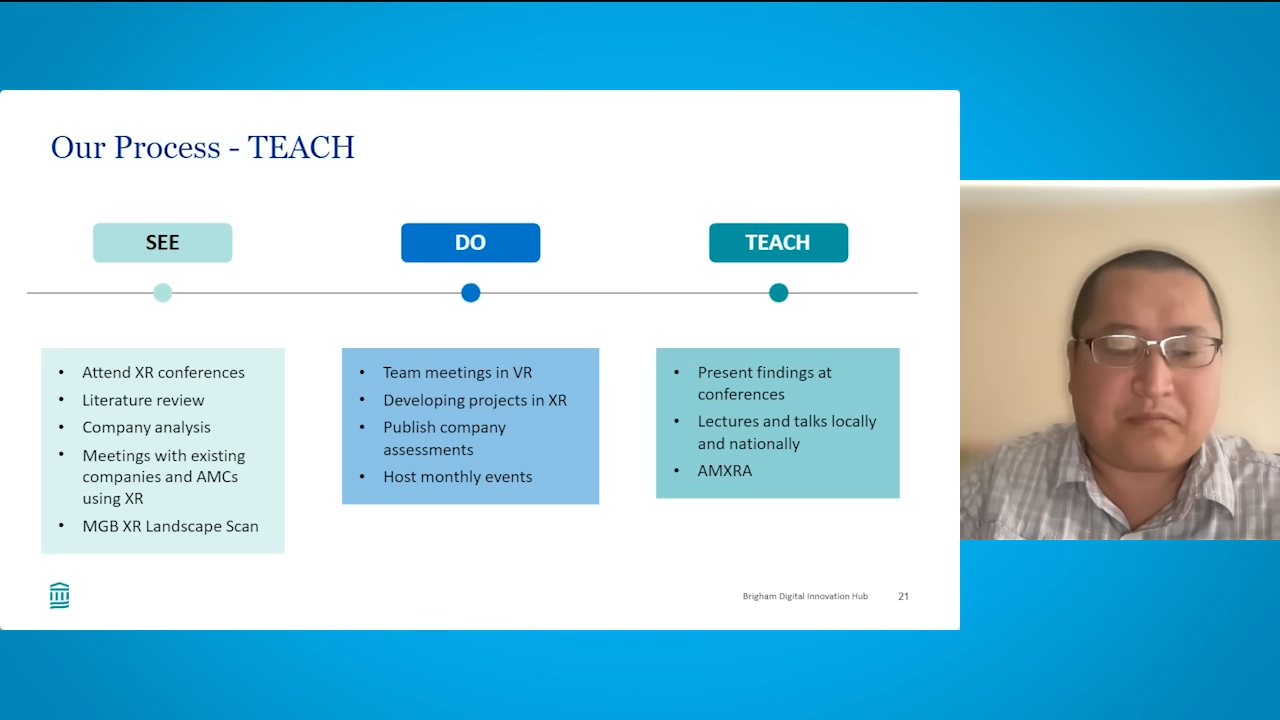 Our Process - TEACH
SEE
DO
TEACH
• Attend XR conferences
• Literature review
• Company analysis
• Meetings with existing
companies and AMCs
using XR
• MGB XR Landscape Scan
• Team meetings in VR
• Developing projects in XR
• Publish company
assessments
• Host monthly events
• Present findings at
conferences
• Lectures and talks locally
and nationally
• AMXRA
Brigham Digital Innovation Hub
21